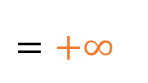 = +∞